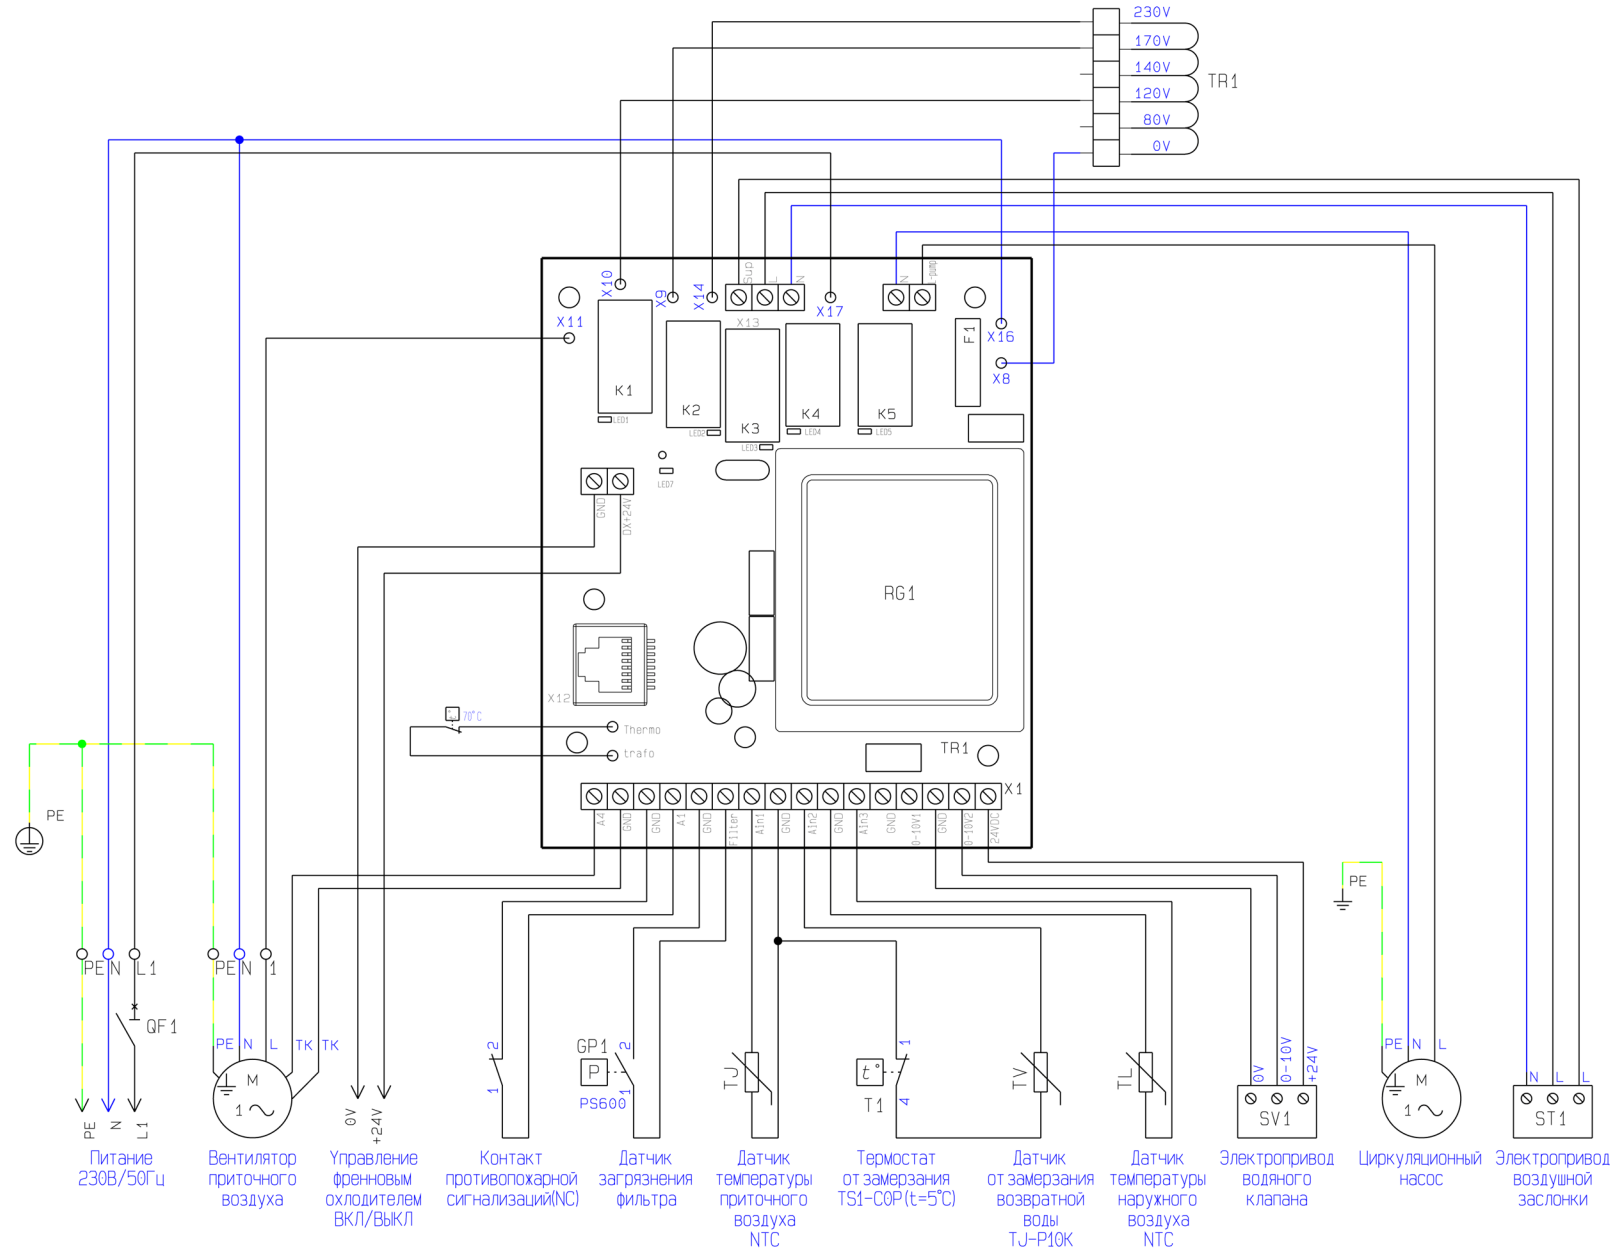 230V
170V
140V
120V
80V
0V
TR1
X10
X9
X14
Sup
L
N
X17
N
L-pump
X11
X13
F1
X16
X8
K1
K2
K3
K4
K5
LED1
LED2
LED3
LED4
LED5
LED7
GND
DX+24V
RG1
X12
70°C
Thermo
trafo
TR1
X1
A4
GND
GND
A1
GND
Filter
AIn1
GND
AIn2
GND
AIn3
GND
0-10V1
GND
0-10V2
24VDC
PE
PE
PE N L1
PE N 1
QF1
PE N L TK TK
M
1
PE
N
L1
0V
+24V
2
1
GP1
P
PS600
2
1
TJ
t°
T1
1
4
TV
TL
0V
0-10V
+24V
SV1
PE N L
M
1
N L L
ST1
Питание
230В/50Гц
Вентилятор
приточного
воздуха
Управление
френновым
охлодителем
ВКЛ/ВЫКЛ
Контакт
противопожарной
сигнализаций(NC)
Датчик
загрязнения
фильтра
Датчик
температуры
приточного
воздуха
NTC
Термостат
от замерзания
TS1-C0P(t=5°C)
Датчик
от замерзания
возвратной
воды
TJ-P10K
Датчик
температуры
наружного
воздуха
NTC
Электропривод
водяного
клапана
Циркуляционный
насос
Электропривод
воздушной
заслонки